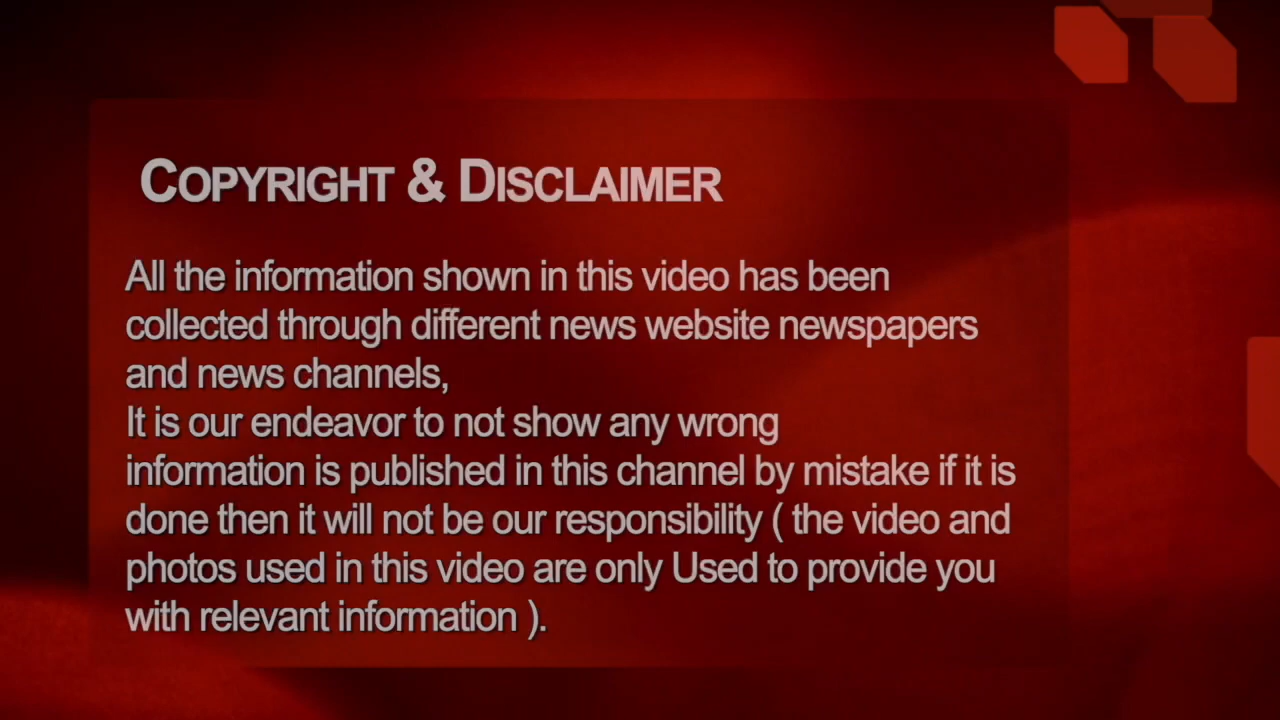 COPYRIGHT & DISCLAIMER
All the information shown in this video has been
collected through different news website newspapers
and news channels,
It is our endeavor to not show any wrong
information is published in this channel by mistake if it is
done then it will not be our responsibility ( the video and
photos used in this video are only Used to provide you
with relevant information ).